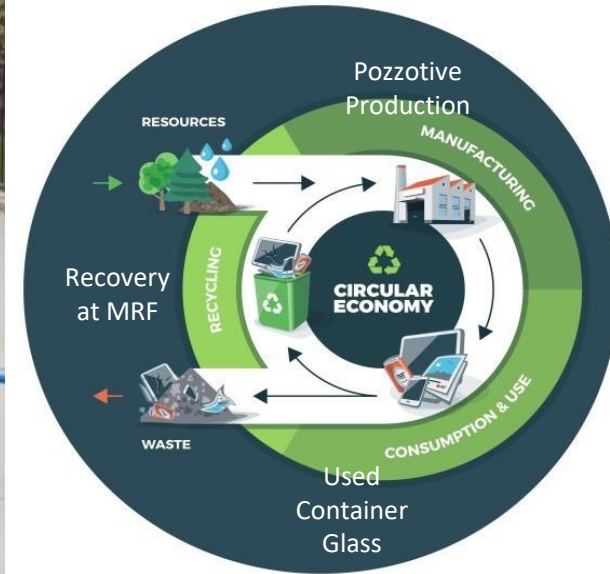 Pozzotive
Production
RESOURCES
MANUFACTURING
Recovery
at MRF
RECYCLING
CIRCULAR
ECONOMY
WASTE
CONSUMPTION & USE
Used
Container
Glass